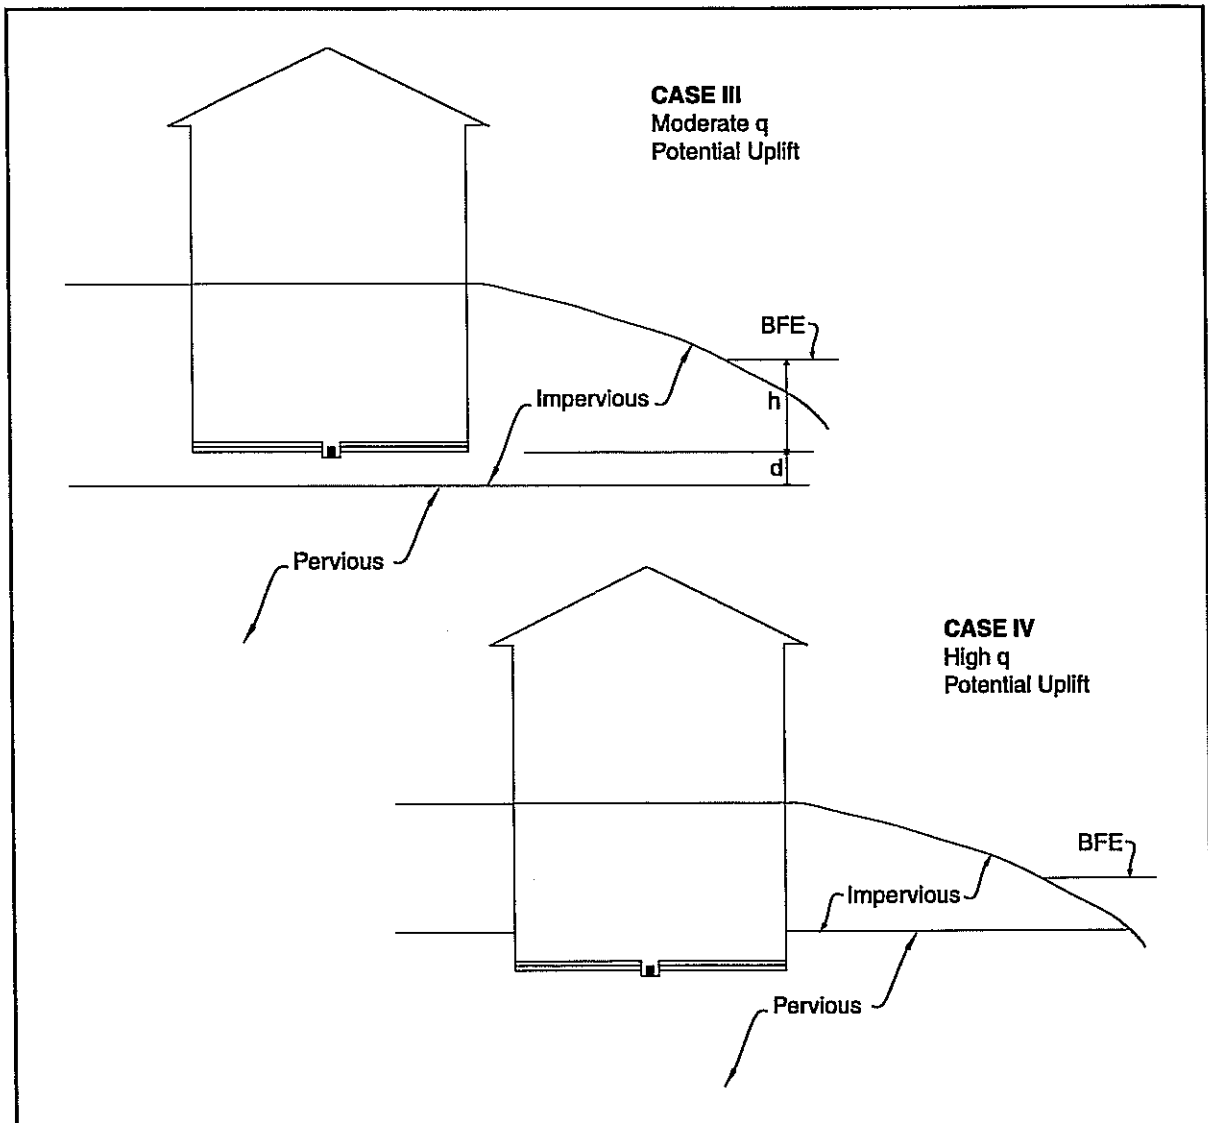 CASE III
Moderate q
Potential Uplift
BFE
h
Impervious
d
Pervious
CASE IV
High q
Potential Uplift
BFE
Impervious
Pervious